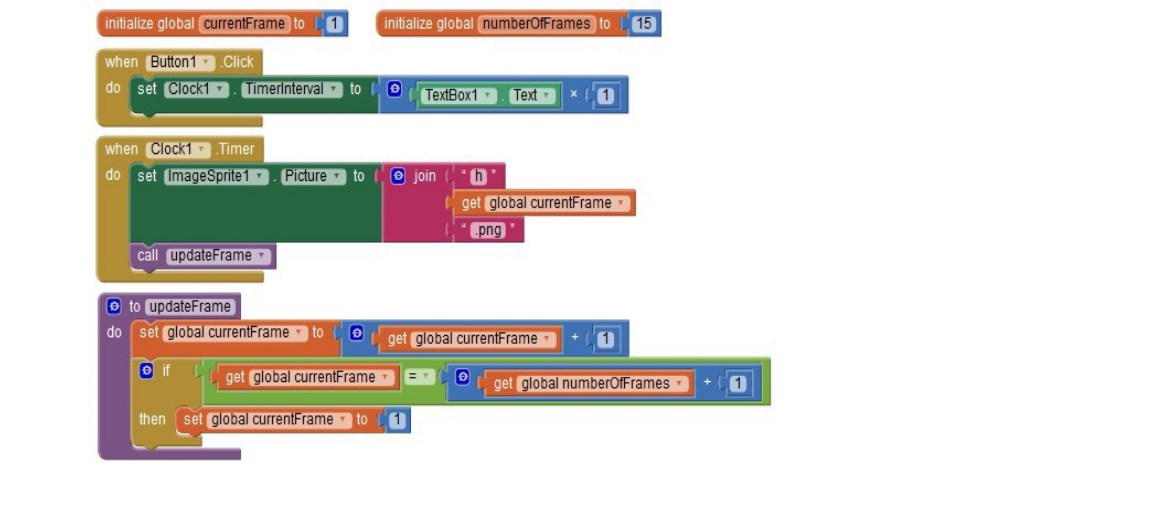 initialize global currentFrame to 1 initialize global numberOfFrames to 15
when Button1 .Click
do set Clock1 . TimerInterval to TextBox1 . Text × 1
when Clock1 .Timer
do set ImageSprite1 . Picture to join " h "
get global currentFrame
" .png "
call updateFrame
to updateFrame
do set global currentFrame to get global currentFrame + 1
if get global currentFrame = get global numberOfFrames + 1
then set global currentFrame to 1